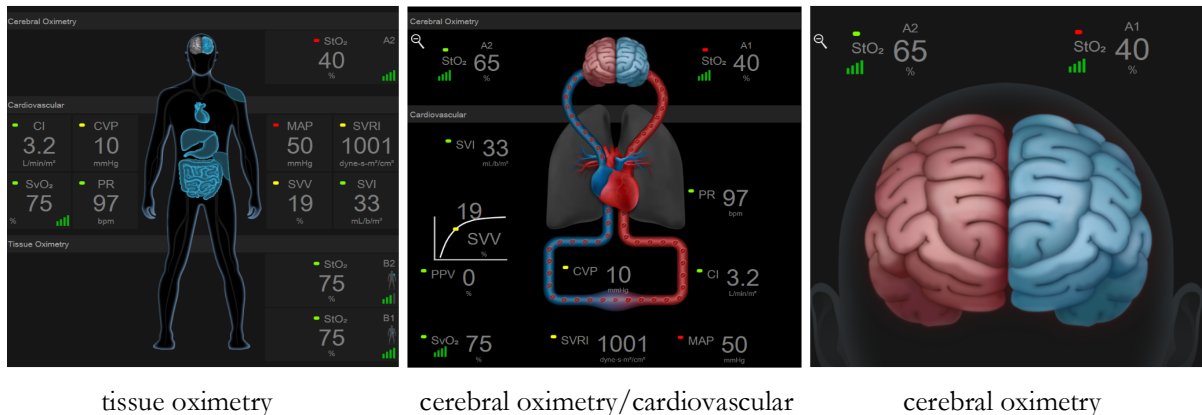 Cerebral Oximetry
StO₂ A2
40
%
Cardiovascular
CI CVP MAP SVRI
3.2 10 50 1001
L/min/m² mmHg mmHg dyne-s-m²/cm⁵
SvO₂ PR SVV SVI
75 97 19 33
% bpm % mL/b/m²
Tissue Oximetry
StO₂ B2
75
%
StO₂ B1
75
%
tissue oximetry
Cerebral Oximetry
A2 A1
StO₂ 65 StO₂ 40
% %
Cardiovascular
SVI 33
mL/b/m²
PR 97
bpm
19
SVV
%
PPV 0
%
CVP 10
mmHg
CI 3.2
L/min/m²
SvO₂ 75
%
SVRI 1001
dyne-s-m²/cm⁵
MAP 50
mmHg
cerebral oximetry/cardiovascular
A2 A1
StO₂ 65 StO₂ 40
% %
cerebral oximetry